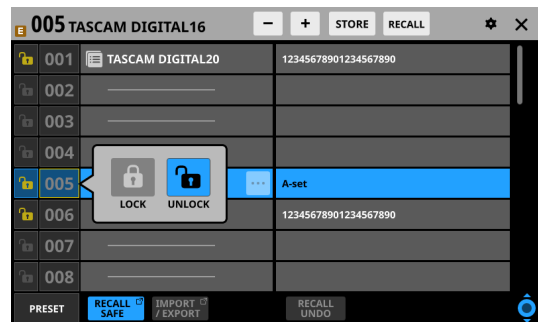 E 005 TASCAM DIGITAL16 - + STORE RECALL
001 TASCAM DIGITAL20 12345678901234567890
002
003
004
005 ... A-set
LOCK UNLOCK
006 12345678901234567890
007
008
PRESET RECALL SAFE IMPORT / EXPORT RECALL UNDO